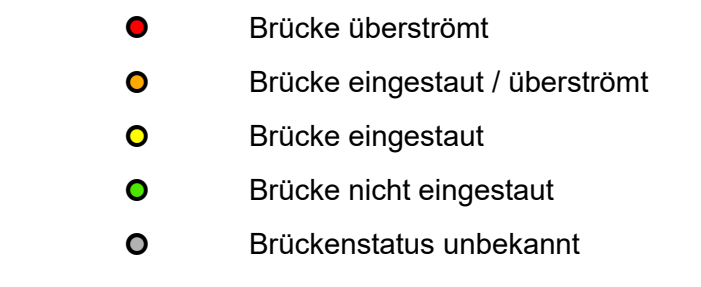 Brücke überströmt
Brücke eingestaut / überströmt
Brücke eingestaut
Brücke nicht eingestaut
Brückenstatus unbekannt